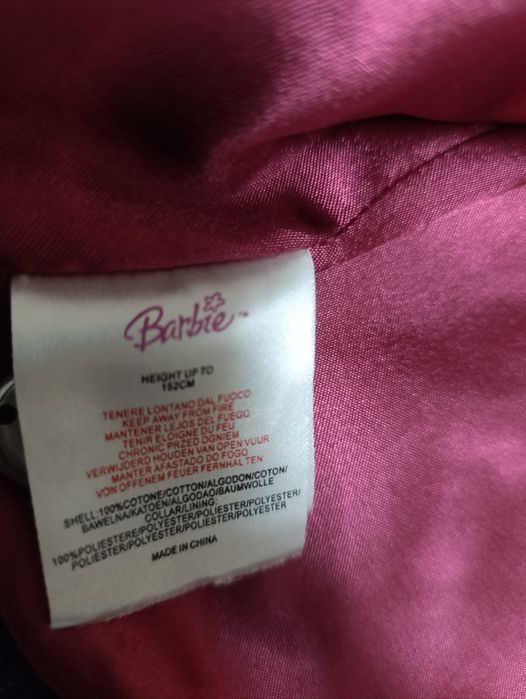 Barbie™
HEIGHT UP TO
152CM
TENERE LONTANO DAL FUOCO
KEEP AWAY FROM FIRE
MANTENER LEJOS DEL FUEGO
TENIR ELOIGNE DU FEU
CHRONIC PRZED OGNIEM
VERWIJDERD HOUDEN VAN OPEN VUUR
MANTER AFASTADO DO FOGO
VON OFFENEM FEUER FERNHALTEN
SHELL:100%COTONE/COTTON/ALGODON/COTON/
BAWELNA/KATOEN/ALGODAO/BAUMWOLLE
COLLAR/LINING:
100%POLIESTERE/POLYESTER/POLIESTER/POLYESTER/
POLIESTER/POLYESTER/POLIESTER/POLYESTER
MADE IN CHINA